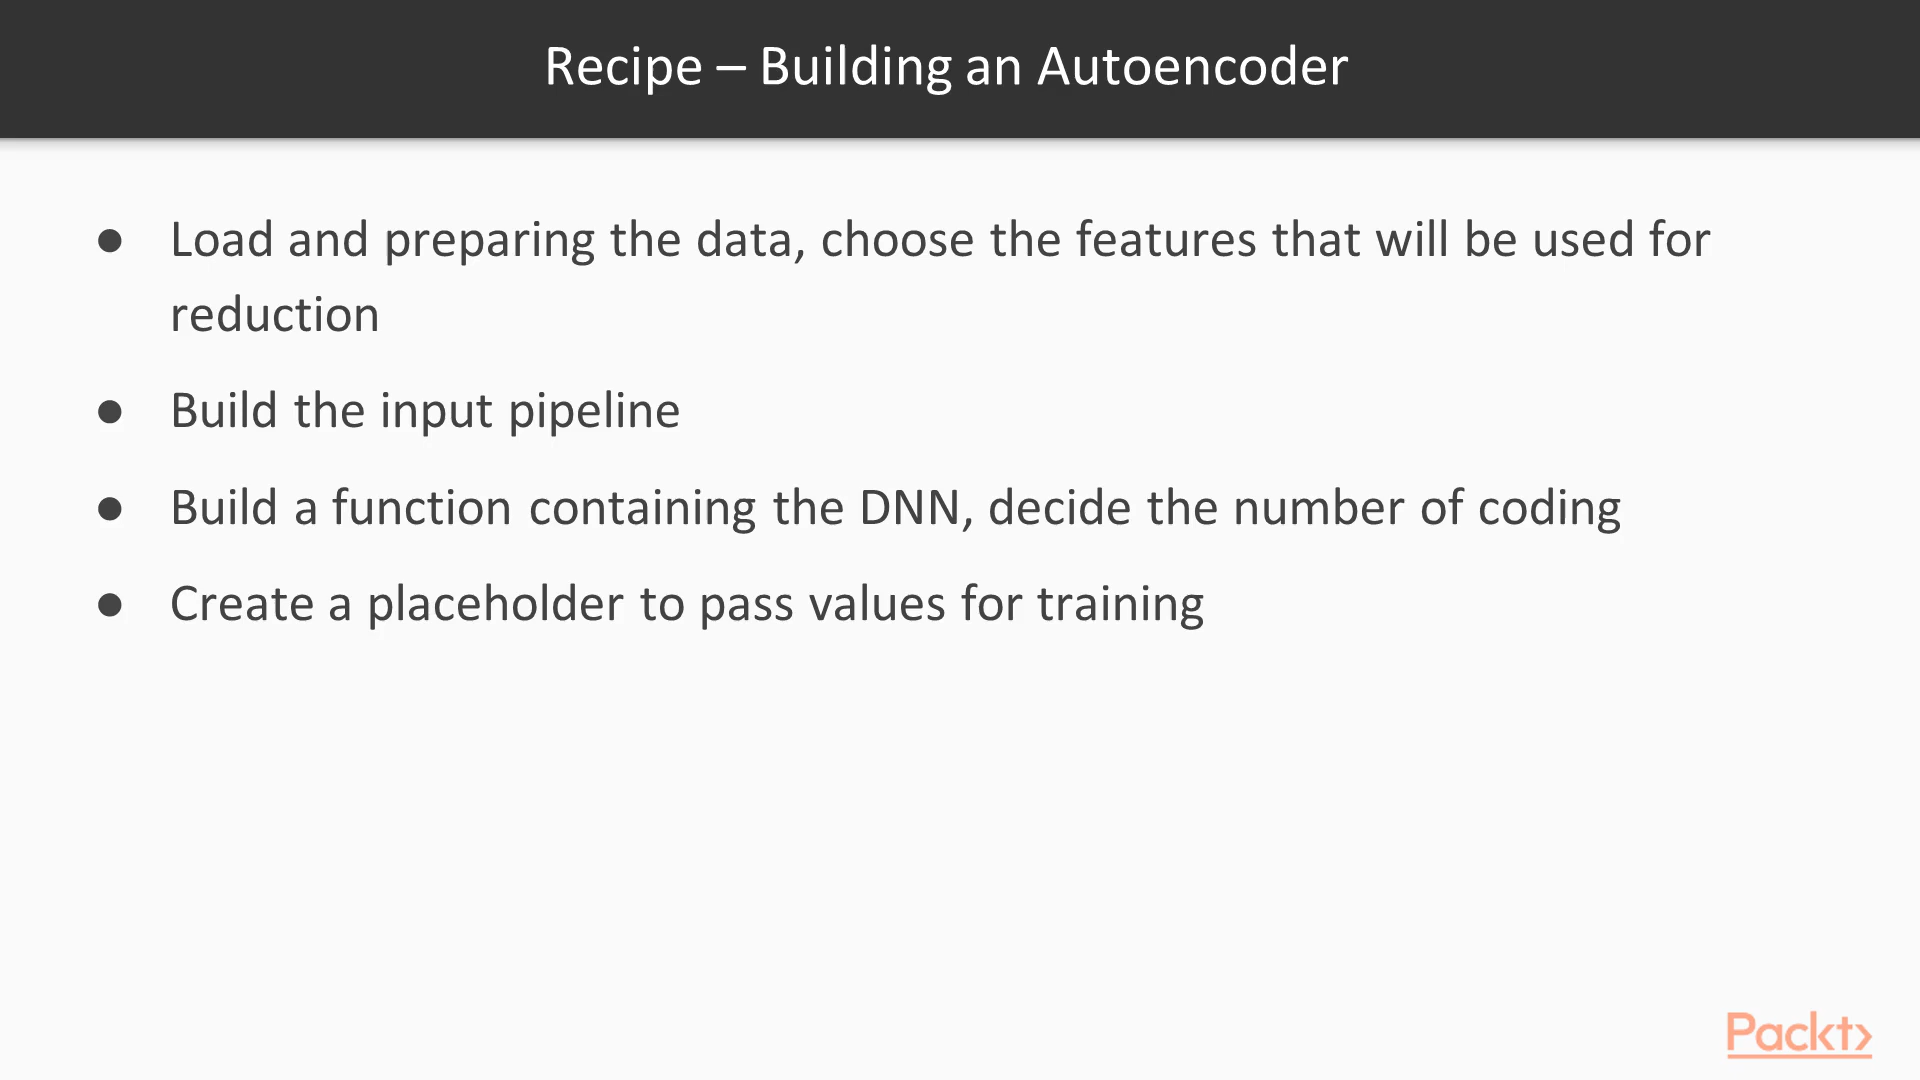 Recipe – Building an Autoencoder
● Load and preparing the data, choose the features that will be used for
reduction
● Build the input pipeline
● Build a function containing the DNN, decide the number of coding
● Create a placeholder to pass values for training
Packt>